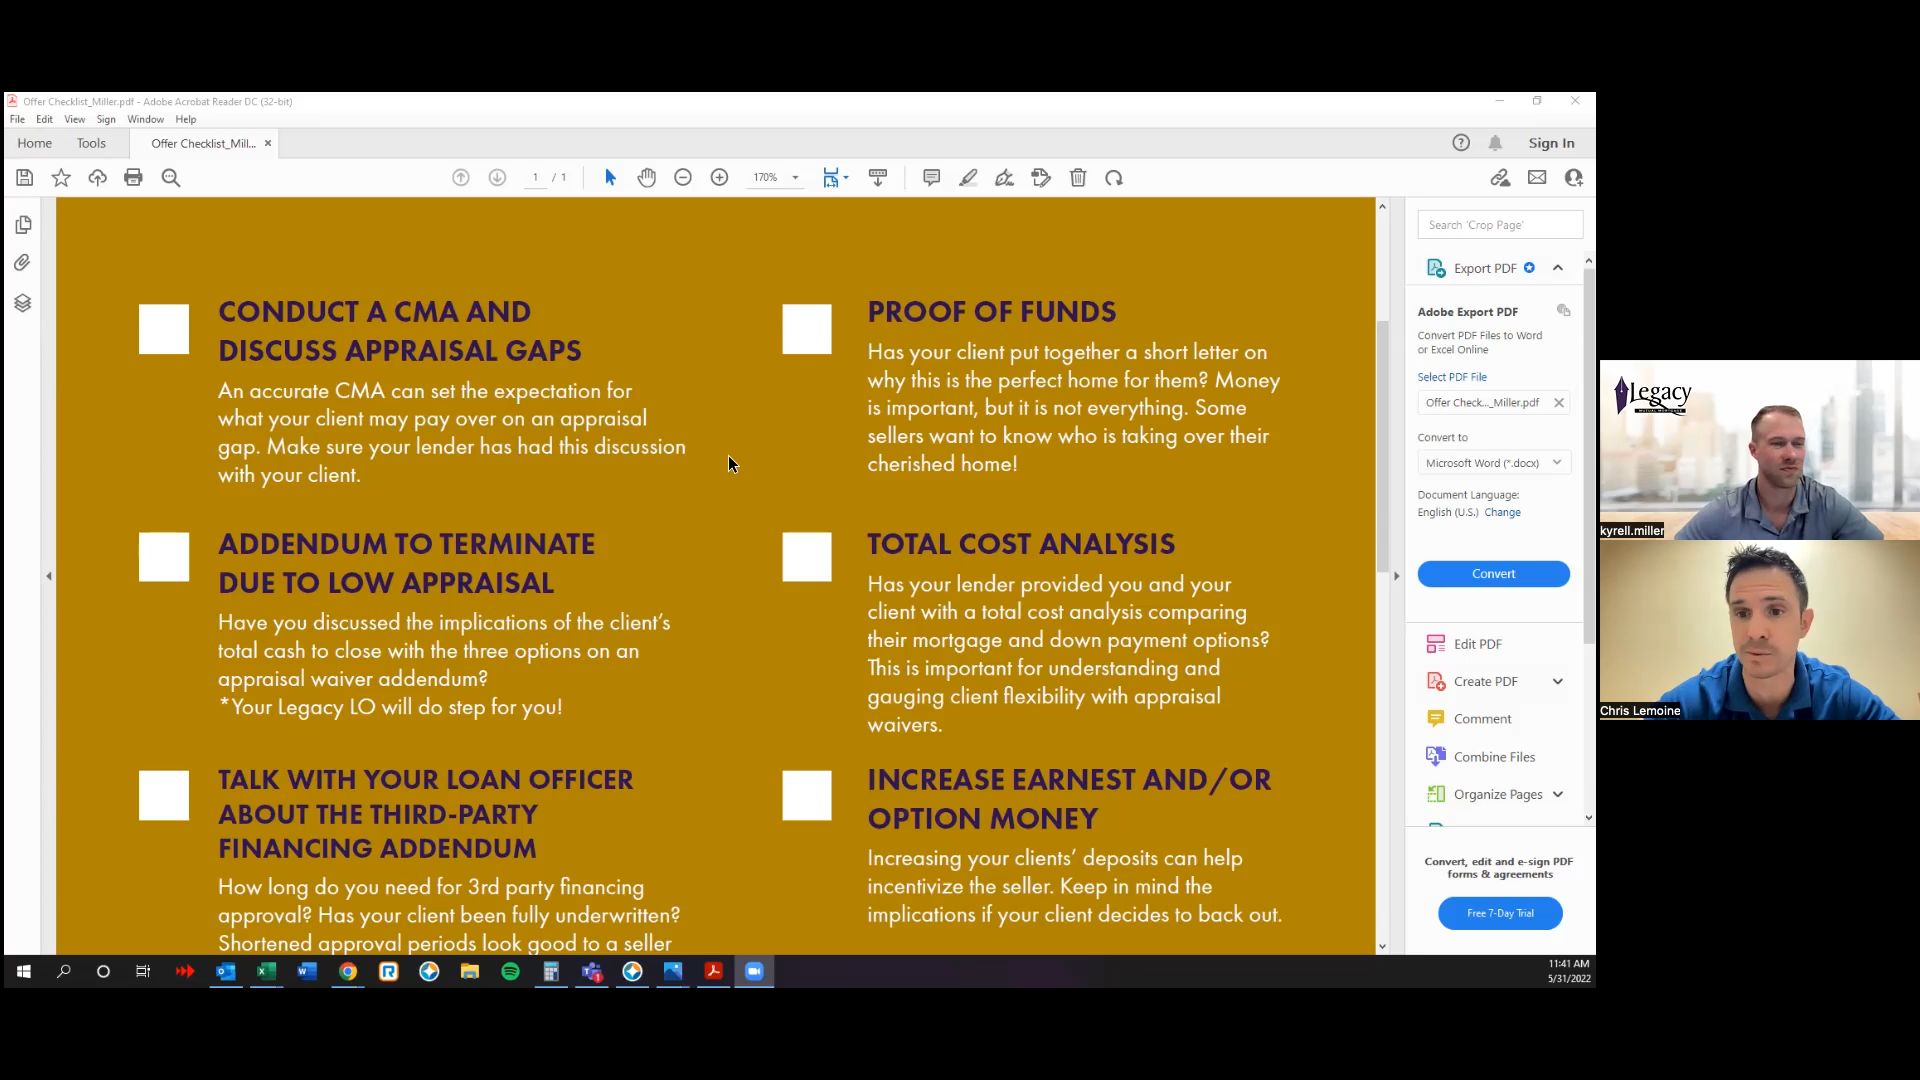 Offer Checklist_Miller.pdf - Adobe Acrobat Reader DC (32-bit)
File Edit View Sign Window Help
Home Tools Offer Checklist_Mill... × Sign In
1 / 1 170%
CONDUCT A CMA AND
DISCUSS APPRAISAL GAPS
An accurate CMA can set the expectation for
what your client may pay over on an appraisal
gap. Make sure your lender has had this discussion
with your client.
ADDENDUM TO TERMINATE
DUE TO LOW APPRAISAL
Have you discussed the implications of the client's
total cash to close with the three options on an
appraisal waiver addendum?
*Your Legacy LO will do step for you!
TALK WITH YOUR LOAN OFFICER
ABOUT THE THIRD-PARTY
FINANCING ADDENDUM
How long do you need for 3rd party financing
approval? Has your client been fully underwritten?
Shortened approval periods look good to a seller
PROOF OF FUNDS
Has your client put together a short letter on
why this is the perfect home for them? Money
is important, but it is not everything. Some
sellers want to know who is taking over their
cherished home!
TOTAL COST ANALYSIS
Has your lender provided you and your
client with a total cost analysis comparing
their mortgage and down payment options?
This is important for understanding and
gauging client flexibility with appraisal
waivers.
INCREASE EARNEST AND/OR
OPTION MONEY
Increasing your clients' deposits can help
incentivize the seller. Keep in mind the
implications if your client decides to back out.
Search 'Crop Page'
Export PDF
Adobe Export PDF
Convert PDF Files to Word
or Excel Online
Select PDF File
Offer Check..._Miller.pdf
Convert to
Microsoft Word (*.docx)
Document Language:
English (U.S.) Change
Convert
Edit PDF
Create PDF
Comment
Combine Files
Organize Pages
Convert, edit and e-sign PDF
forms & agreements
Free 7-Day Trial
11:41 AM
5/31/2022
Legacy
kyrell.miller
Chris Lemoine